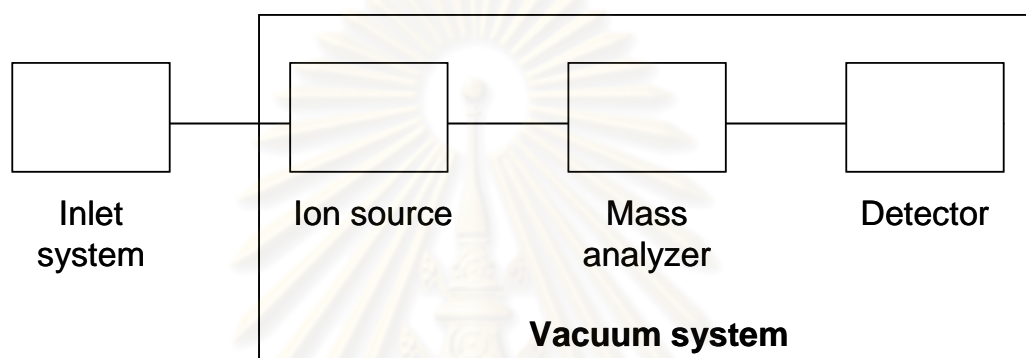 Inlet
system
Ion source
Mass
analyzer
Detector
Vacuum system